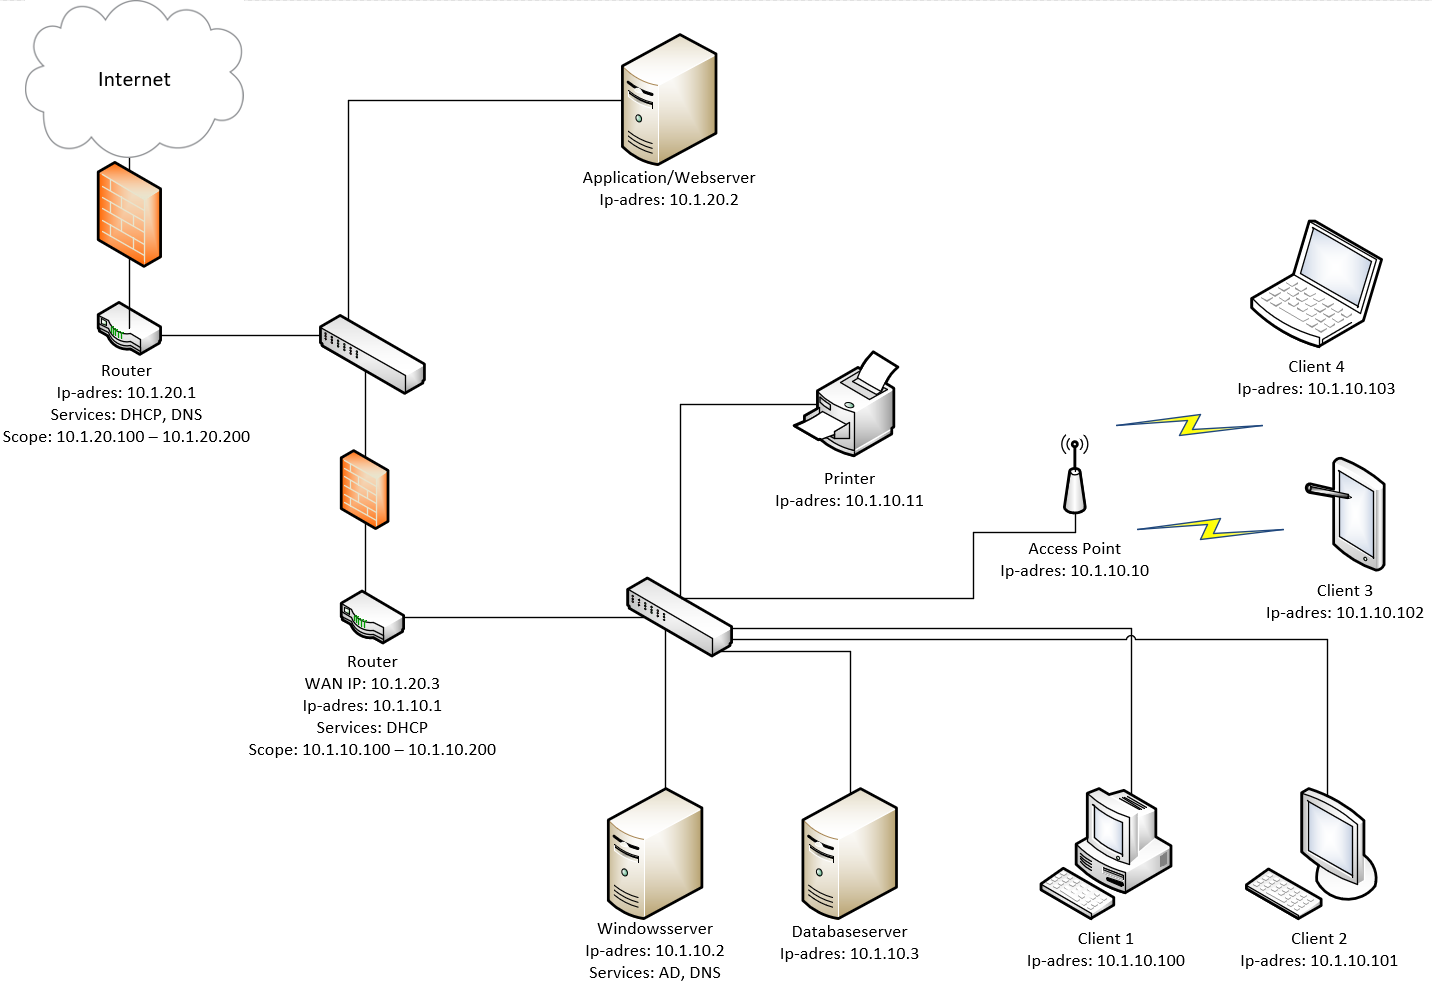 Internet
Application/Webserver
Ip-adres: 10.1.20.2
Router
Ip-adres: 10.1.20.1
Services: DHCP, DNS
Scope: 10.1.20.100 – 10.1.20.200
Client 4
Ip-adres: 10.1.10.103
Printer
Ip-adres: 10.1.10.11
Access Point
Ip-adres: 10.1.10.10
Client 3
Ip-adres: 10.1.10.102
Router
WAN IP: 10.1.20.3
Ip-adres: 10.1.10.1
Services: DHCP
Scope: 10.1.10.100 – 10.1.10.200
Windowsserver
Ip-adres: 10.1.10.2
Services: AD, DNS
Databaseserver
Ip-adres: 10.1.10.3
Client 1
Ip-adres: 10.1.10.100
Client 2
Ip-adres: 10.1.10.101